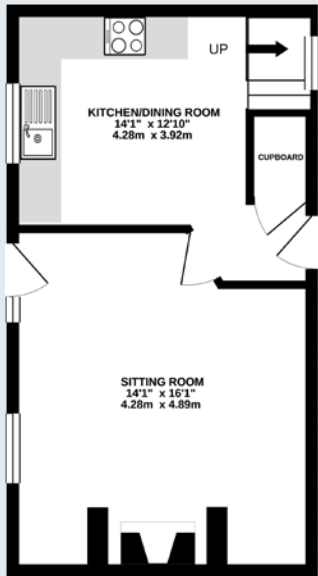 UP
KITCHEN/DINING ROOM
14'1" x 12'10"
4.28m x 3.92m
CUPBOARD
SITTING ROOM
14'1" x 16'1"
4.28m x 4.89m